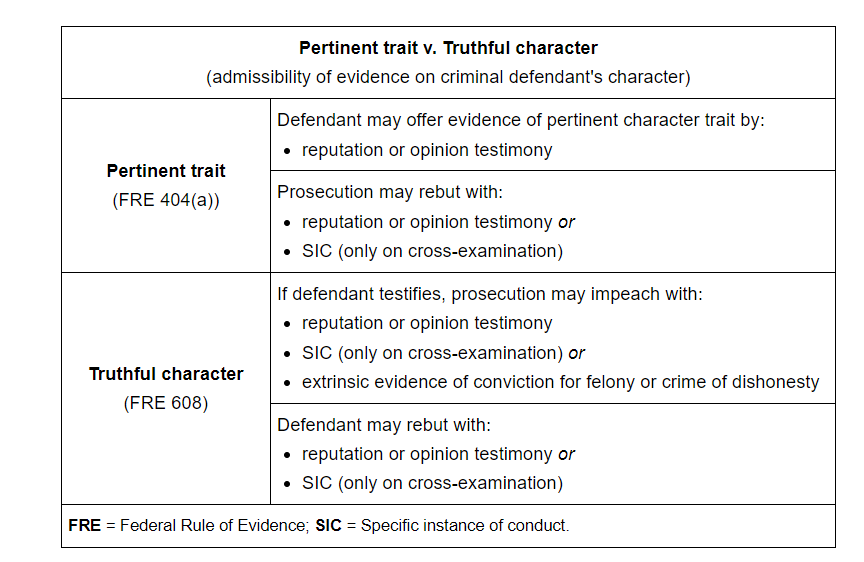 Pertinent trait v. Truthful character
(admissibility of evidence on criminal defendant's character)
Pertinent trait
(FRE 404(a))
Defendant may offer evidence of pertinent character trait by:
• reputation or opinion testimony
Prosecution may rebut with:
• reputation or opinion testimony or
• SIC (only on cross-examination)
Truthful character
(FRE 608)
If defendant testifies, prosecution may impeach with:
• reputation or opinion testimony
• SIC (only on cross-examination) or
• extrinsic evidence of conviction for felony or crime of dishonesty
Defendant may rebut with:
• reputation or opinion testimony or
• SIC (only on cross-examination)
FRE = Federal Rule of Evidence; SIC = Specific instance of conduct.